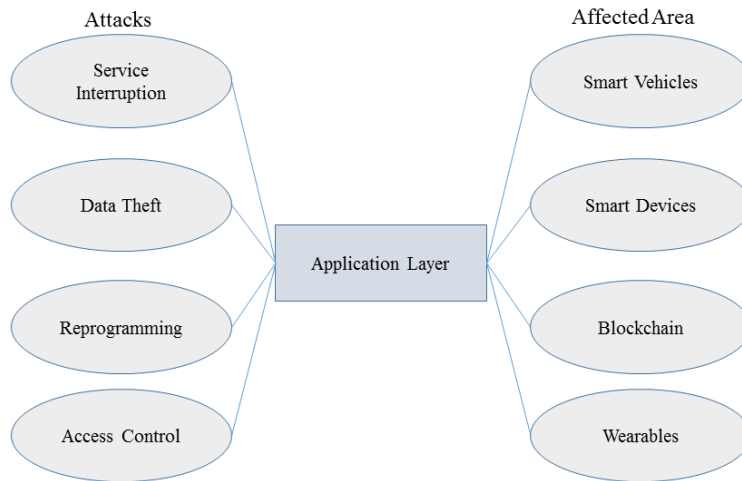 Attacks
Affected Area
Service
Interruption
Smart Vehicles
Data Theft
Smart Devices
Application Layer
Reprogramming
Blockchain
Access Control
Wearables